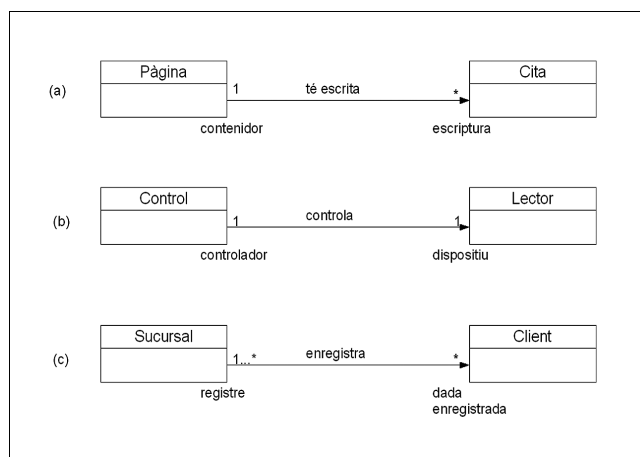 Pàgina
Cita
(a)
1
té escrita
*
contenidor
escriptura
Control
Lector
(b)
1
controla
1
controlador
dispositiu
Sucursal
Client
(c)
1...*
enregistra
*
registre
dada
enregistrada